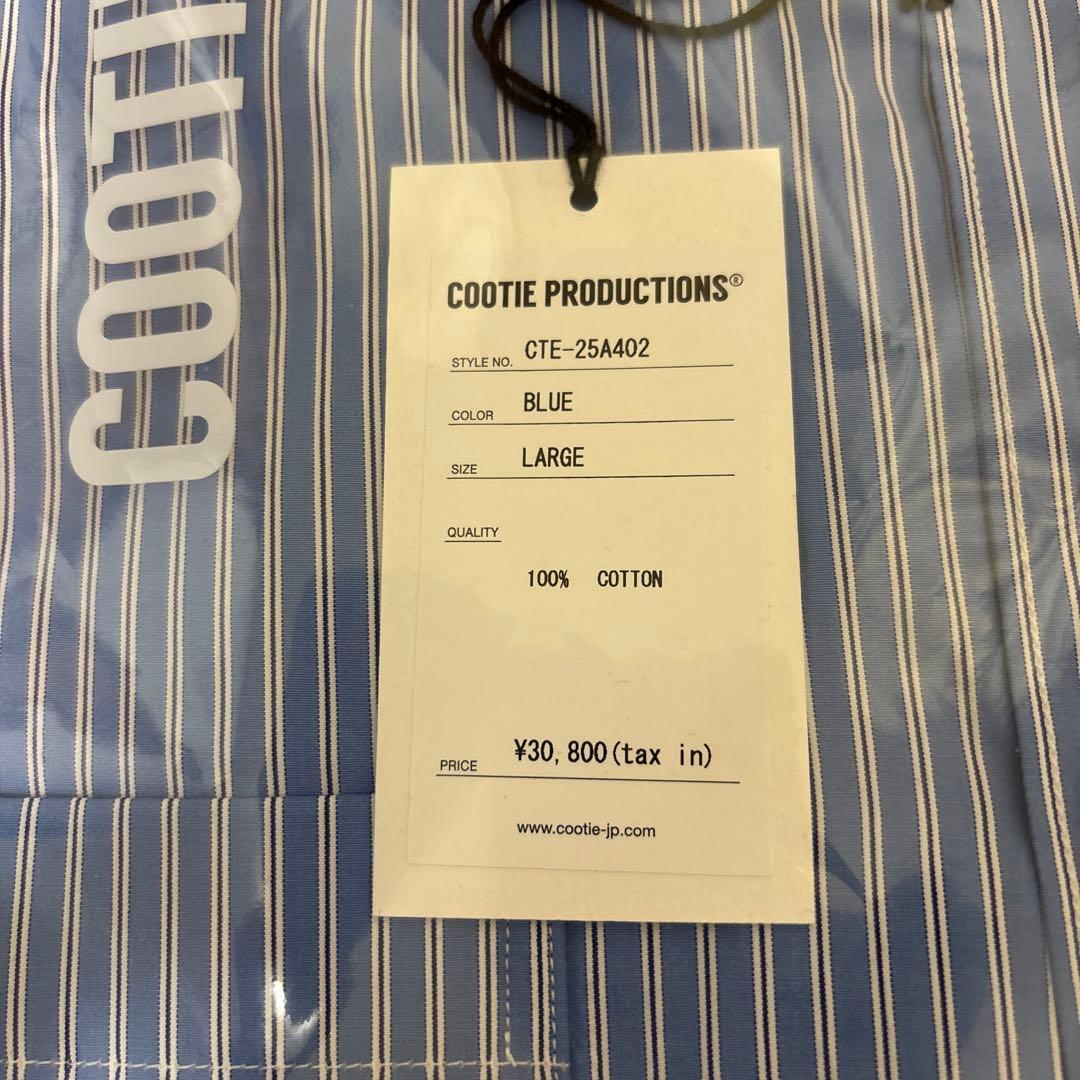 COOTI
COOTIE PRODUCTIONS®
STYLE NO. CTE-25A402
COLOR BLUE
SIZE LARGE
QUALITY
100% COTTON
PRICE ¥30,800(tax in)
www.cootie-jp.com